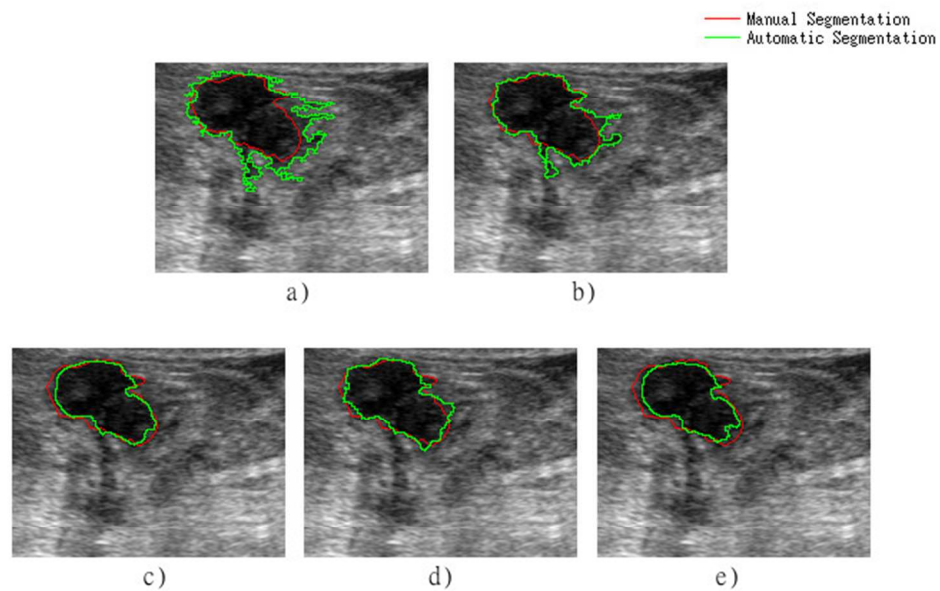 Manual Segmentation
Automatic Segmentation
a)
b)
c)
d)
e)